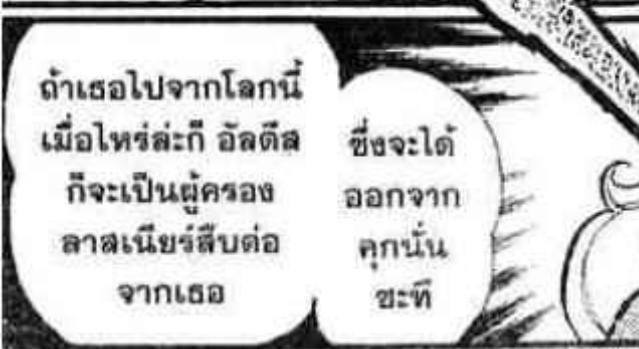 ถ้าเธอไปจากโลกนี้
เมื่อไหร่ล่ะก็ อัลดีส
ก็จะเป็นผู้ครอง
ลาสเนียร์สืบต่อ
จากเธอ
ซึ่งจะได้
ออกจาก
คุกนั่น
ซะที